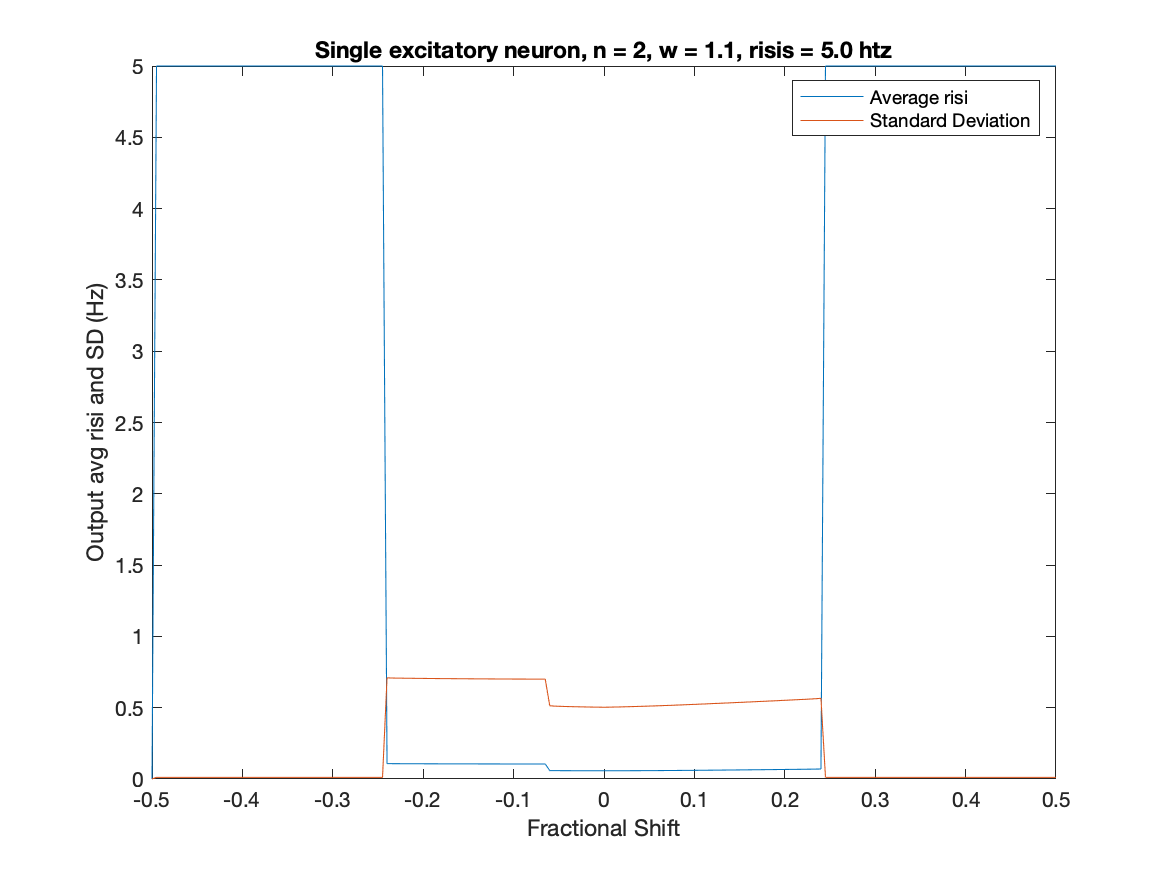 Single excitatory neuron, n = 2, w = 1.1, risis = 5.0 htz
Average risi
Standard Deviation
Output avg risi and SD (Hz)
5
4.5
4
3.5
3
2.5
2
1.5
1
0.5
0
-0.5 -0.4 -0.3 -0.2 -0.1 0 0.1 0.2 0.3 0.4 0.5
Fractional Shift